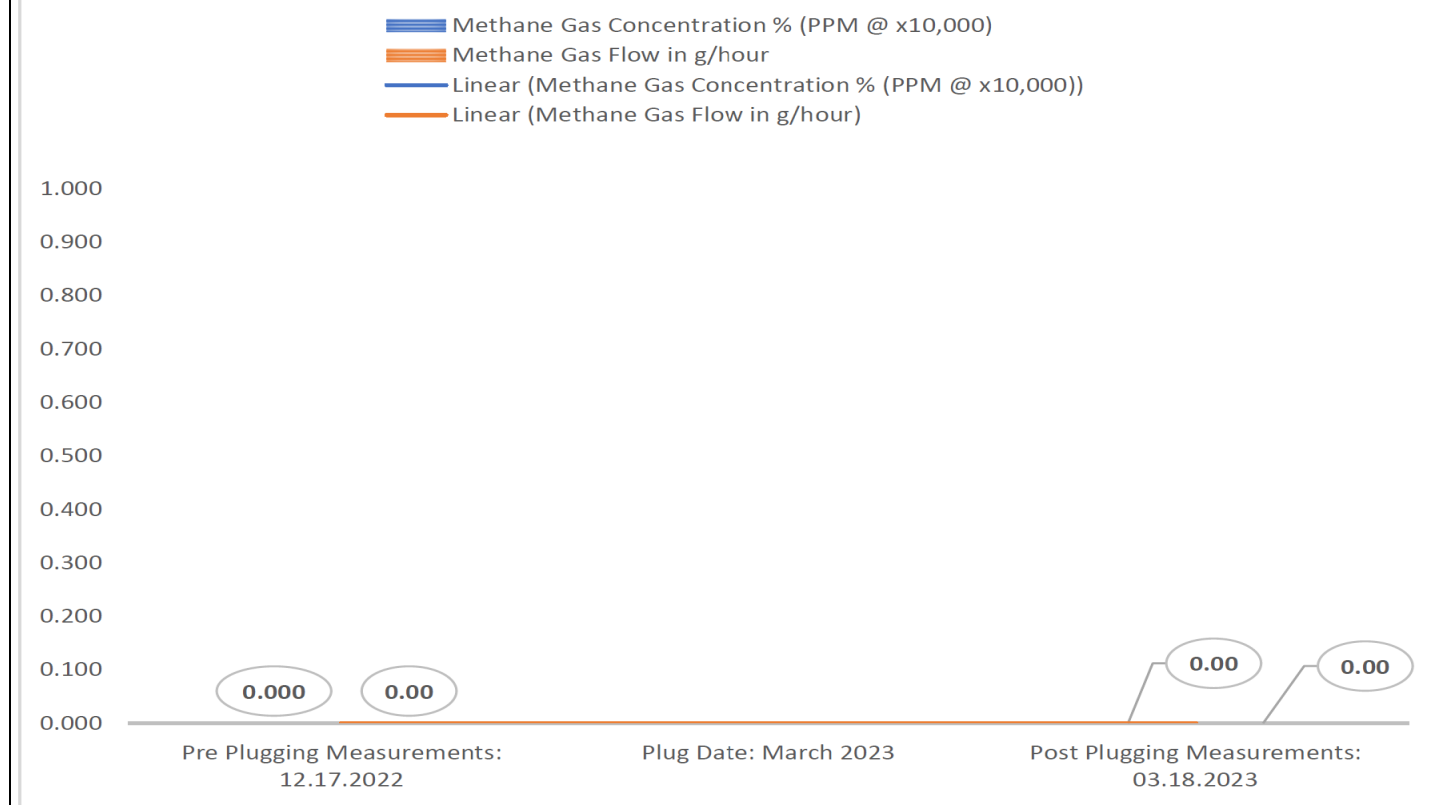 Methane Gas Concentration % (PPM @ x10,000)
Methane Gas Flow in g/hour
Linear (Methane Gas Concentration % (PPM @ x10,000))
Linear (Methane Gas Flow in g/hour)
1.000
0.900
0.800
0.700
0.600
0.500
0.400
0.300
0.200
0.100
0.000
0.000
0.00
0.00
0.00
Pre Plugging Measurements:
12.17.2022
Plug Date: March 2023
Post Plugging Measurements:
03.18.2023